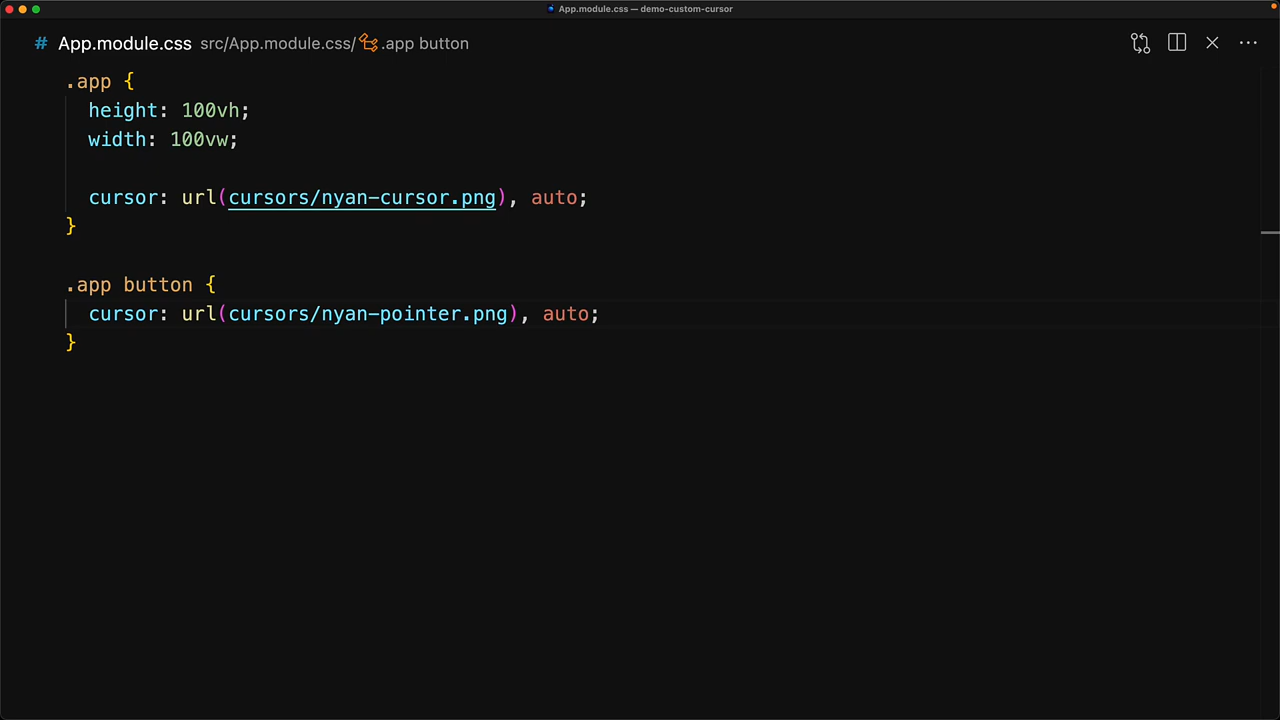 App.module.css — demo-custom-cursor
# App.module.css src/App.module.css/ .app button
.app {
  height: 100vh;
  width: 100vw;

  cursor: url(cursors/nyan-cursor.png), auto;
}

.app button {
  cursor: url(cursors/nyan-pointer.png), auto;
}